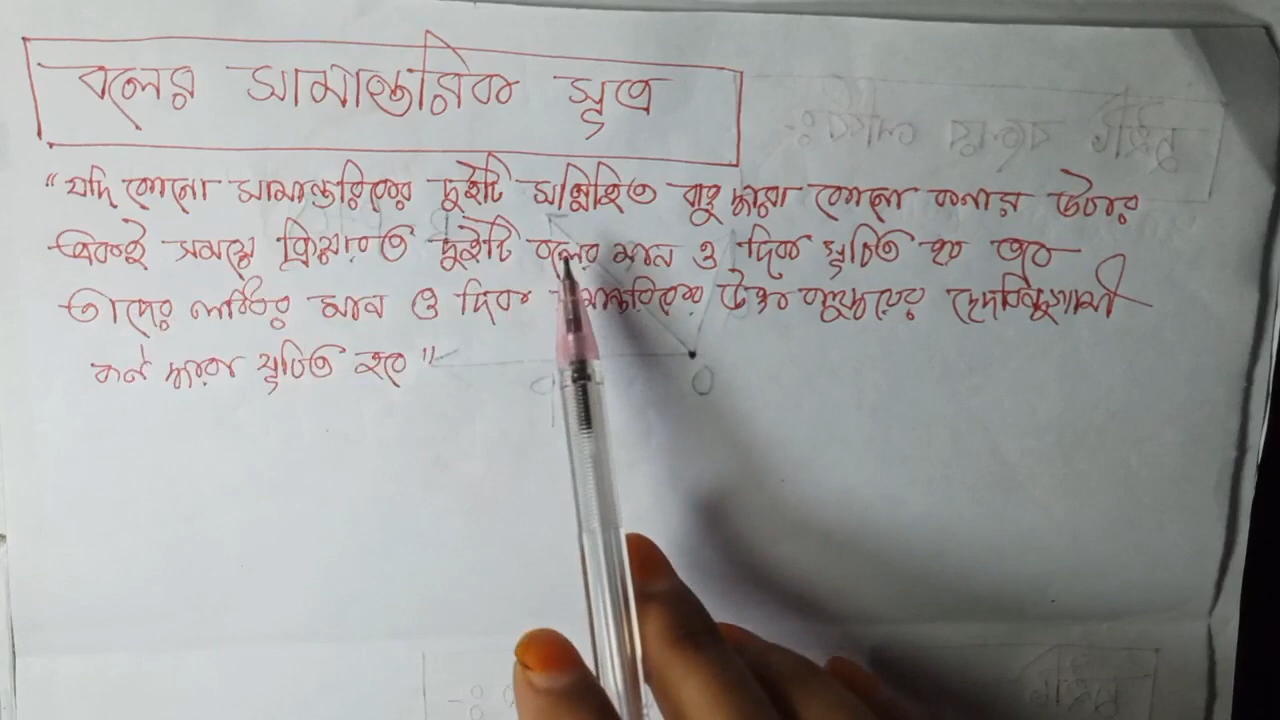 বলের সামান্তরিক সূত্র
“যদি কোনো সামান্তরিকের দুইটি সন্নিহিত বাহু দ্বারা কোনো কনার উপর
একই সময়ে ক্রিয়ারত দুইটি বলের মান ও দিক সূচিত হয় তবে
তাদের লব্ধির মান ও দিক সামান্তরিকের উক্ত বাহুদ্বয়ের ছেদবিন্দুগামী
কর্ন দ্বারা সূচিত হবে”
O